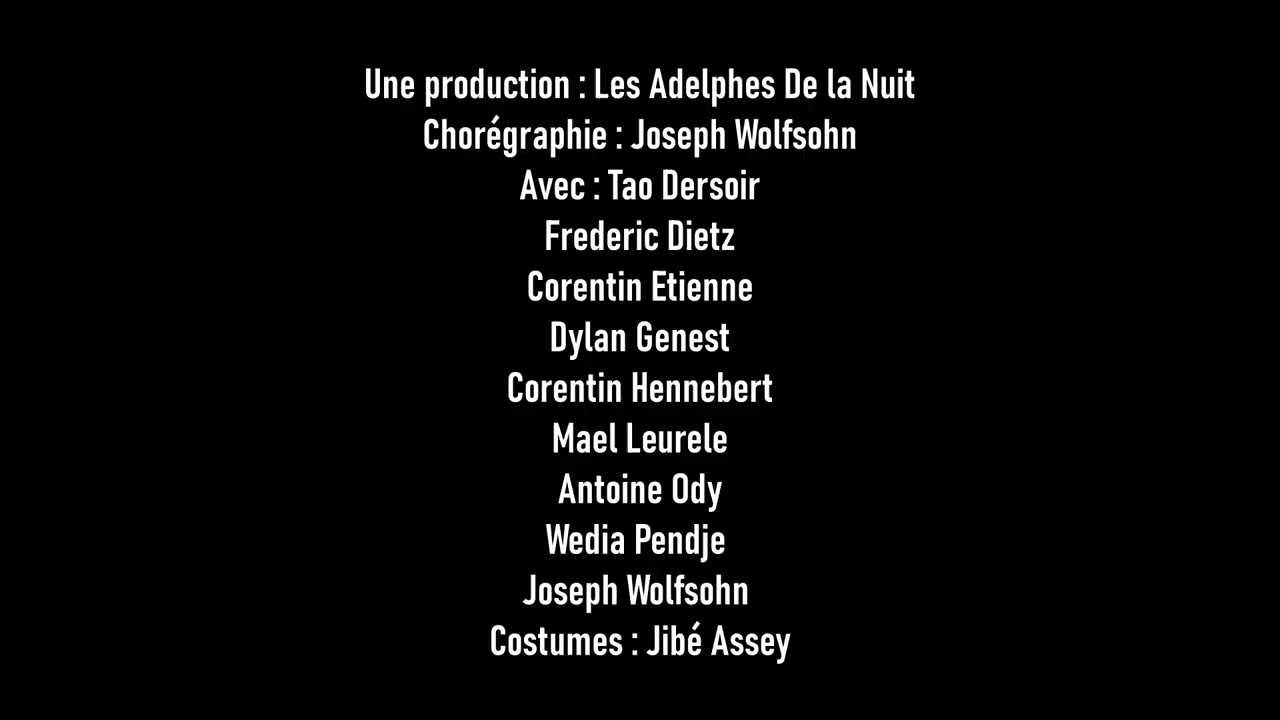 Une production : Les Adelphes De la Nuit
Chorégraphie : Joseph Wolfsohn
Avec : Tao Dersoir
Frederic Dietz
Corentin Etienne
Dylan Genest
Corentin Hennebert
Mael Leurele
Antoine Ody
Wedia Pendje
Joseph Wolfsohn
Costumes : Jibé Assey